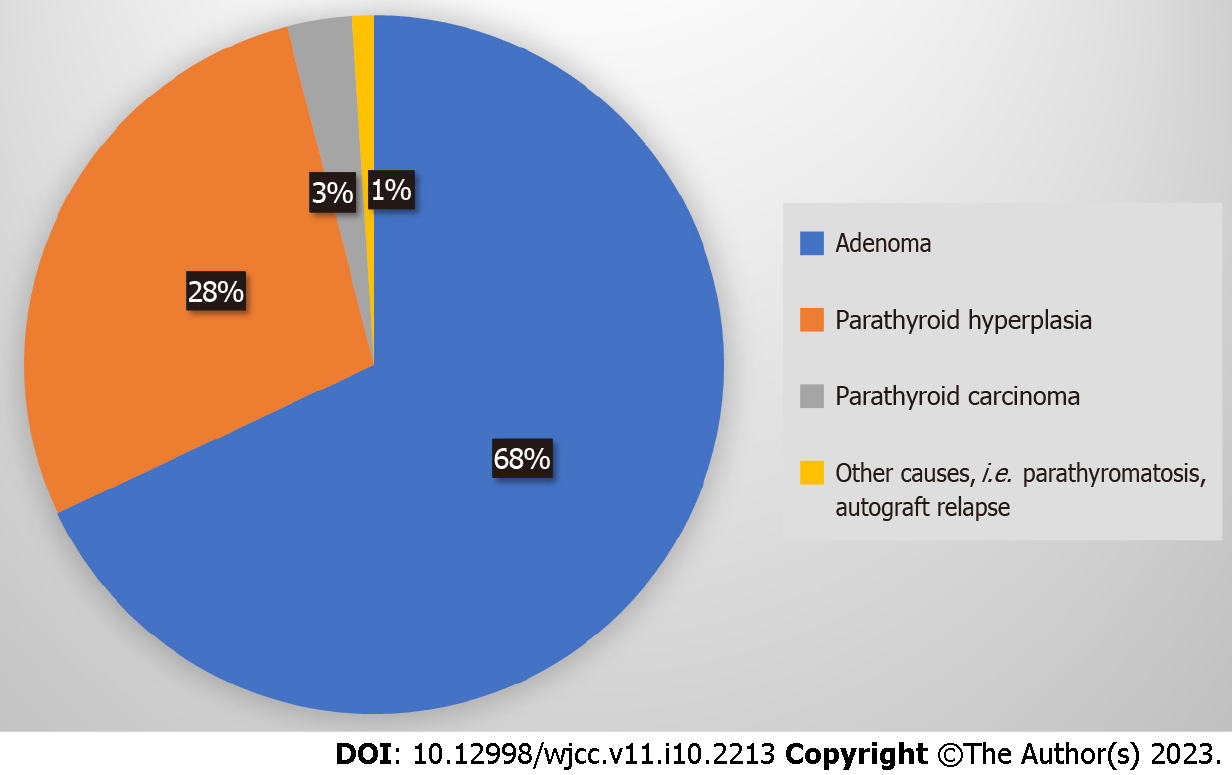 3%
1%
28%
68%
Adenoma
Parathyroid hyperplasia
Parathyroid carcinoma
Other causes, i.e. parathyromatosis,
autograft relapse
DOI: 10.12998/wjcc.v11.i10.2213 Copyright ©The Author(s) 2023.